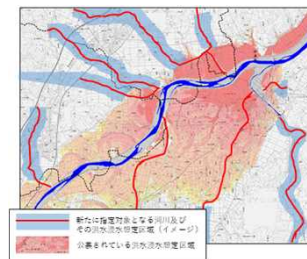 新たに指定対象となる河川及び
その洪水浸水想定区域（イメージ）
公表されている洪水浸水想定区域